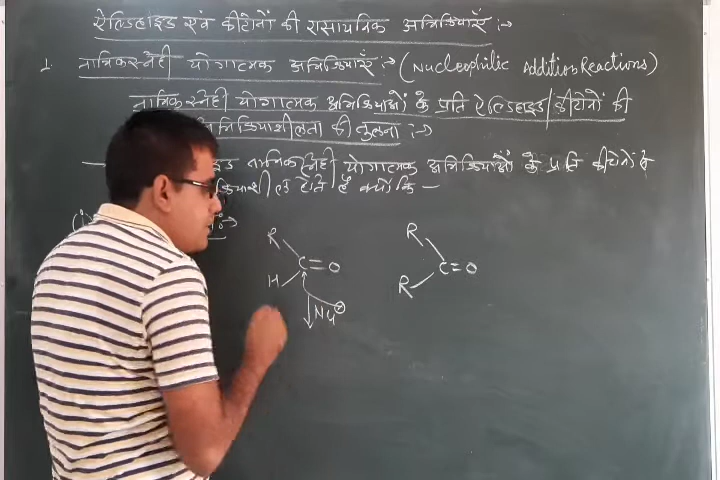 ऐल्डिहाइड एवं कीटोनों की रासायनिक अभिक्रियाएँ :→
1. नाभिकस्नेही योगात्मक अभिक्रियाएँ :→ (Nucleophilic Addition Reactions)
नाभिकस्नेही योगात्मक अभिक्रियाओं के प्रति ऐल्डिहाइड/कीटोनों की
भिक्रियाशीलता की तुलना :→
— इड नाभिकस्नेही योगात्मक अभिक्रियाओं के प्रति कीटोनों से
क्रियाशील होते हैं क्योंकि —
(i)
R R
C=O C=O
H R
Nu